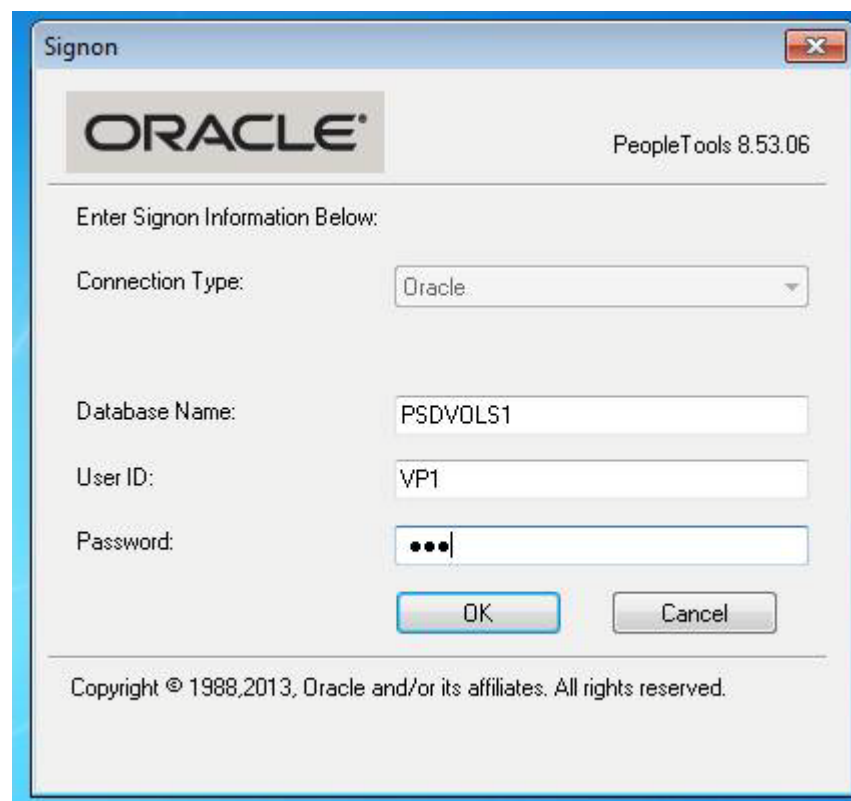 Signon
ORACLE®
PeopleTools 8.53.06
Enter Signon Information Below:
Connection Type: Oracle
Database Name: PSDVOLS1
User ID: VP1
Password: •••
OK Cancel
Copyright © 1988,2013, Oracle and/or its affiliates. All rights reserved.